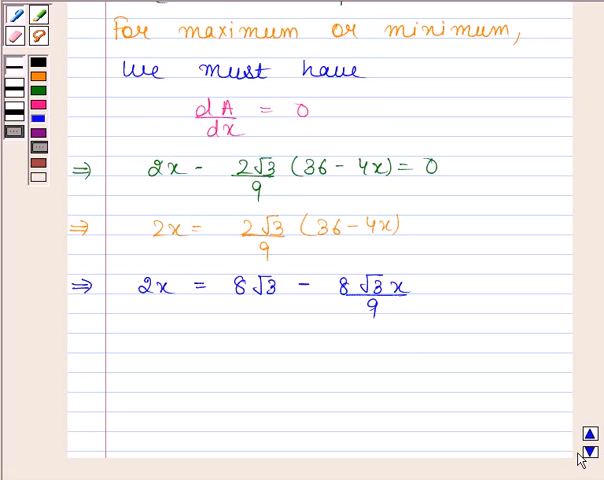 For maximum or minimum,
we must have
dA/dx = 0
⇒ 2x - 2√3/9 (36 - 4x) = 0
⇒ 2x = 2√3/9 (36 - 4x)
⇒ 2x = 8√3 - 8√3x/9